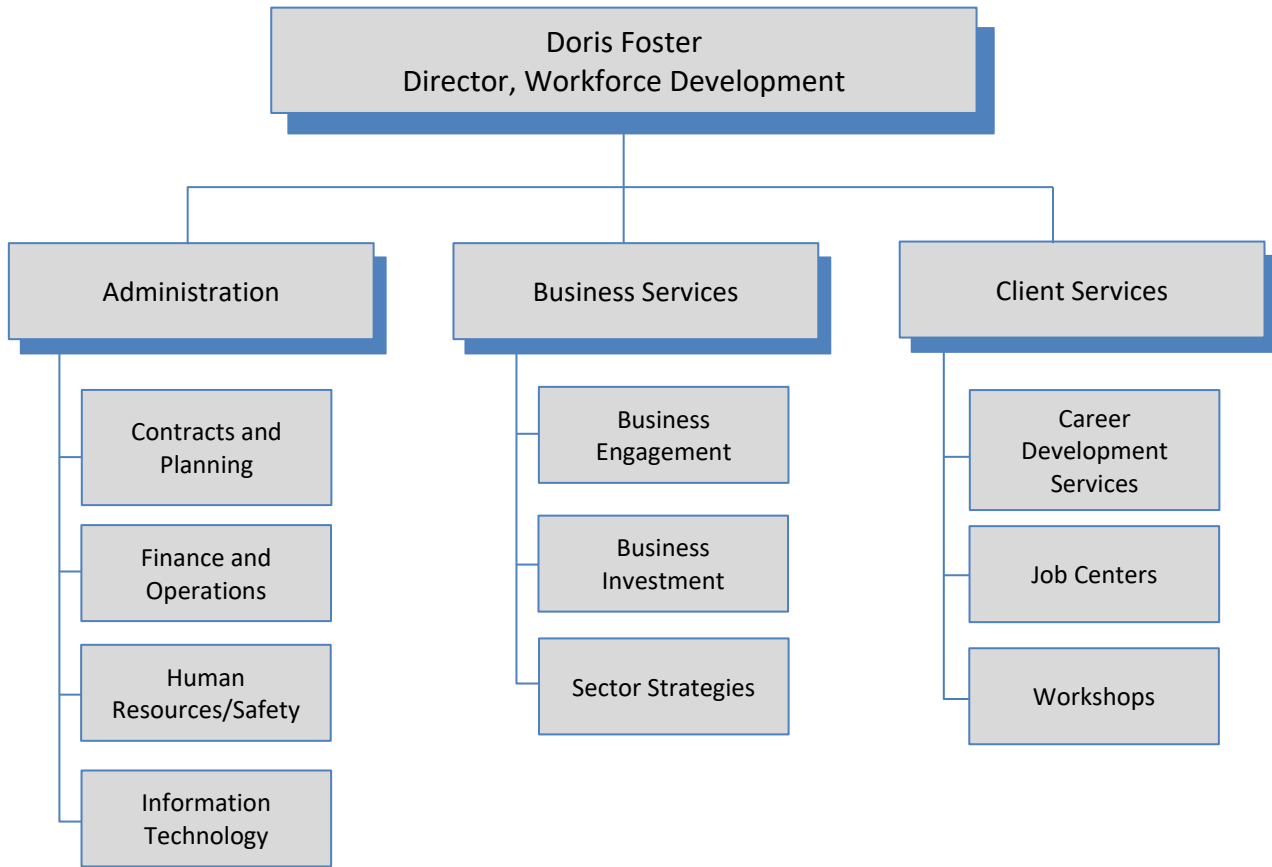 Doris Foster
Director, Workforce Development
Administration
Business Services
Client Services
Contracts and
Planning
Finance and
Operations
Human
Resources/Safety
Information
Technology
Business
Engagement
Business
Investment
Sector Strategies
Career
Development
Services
Job Centers
Workshops